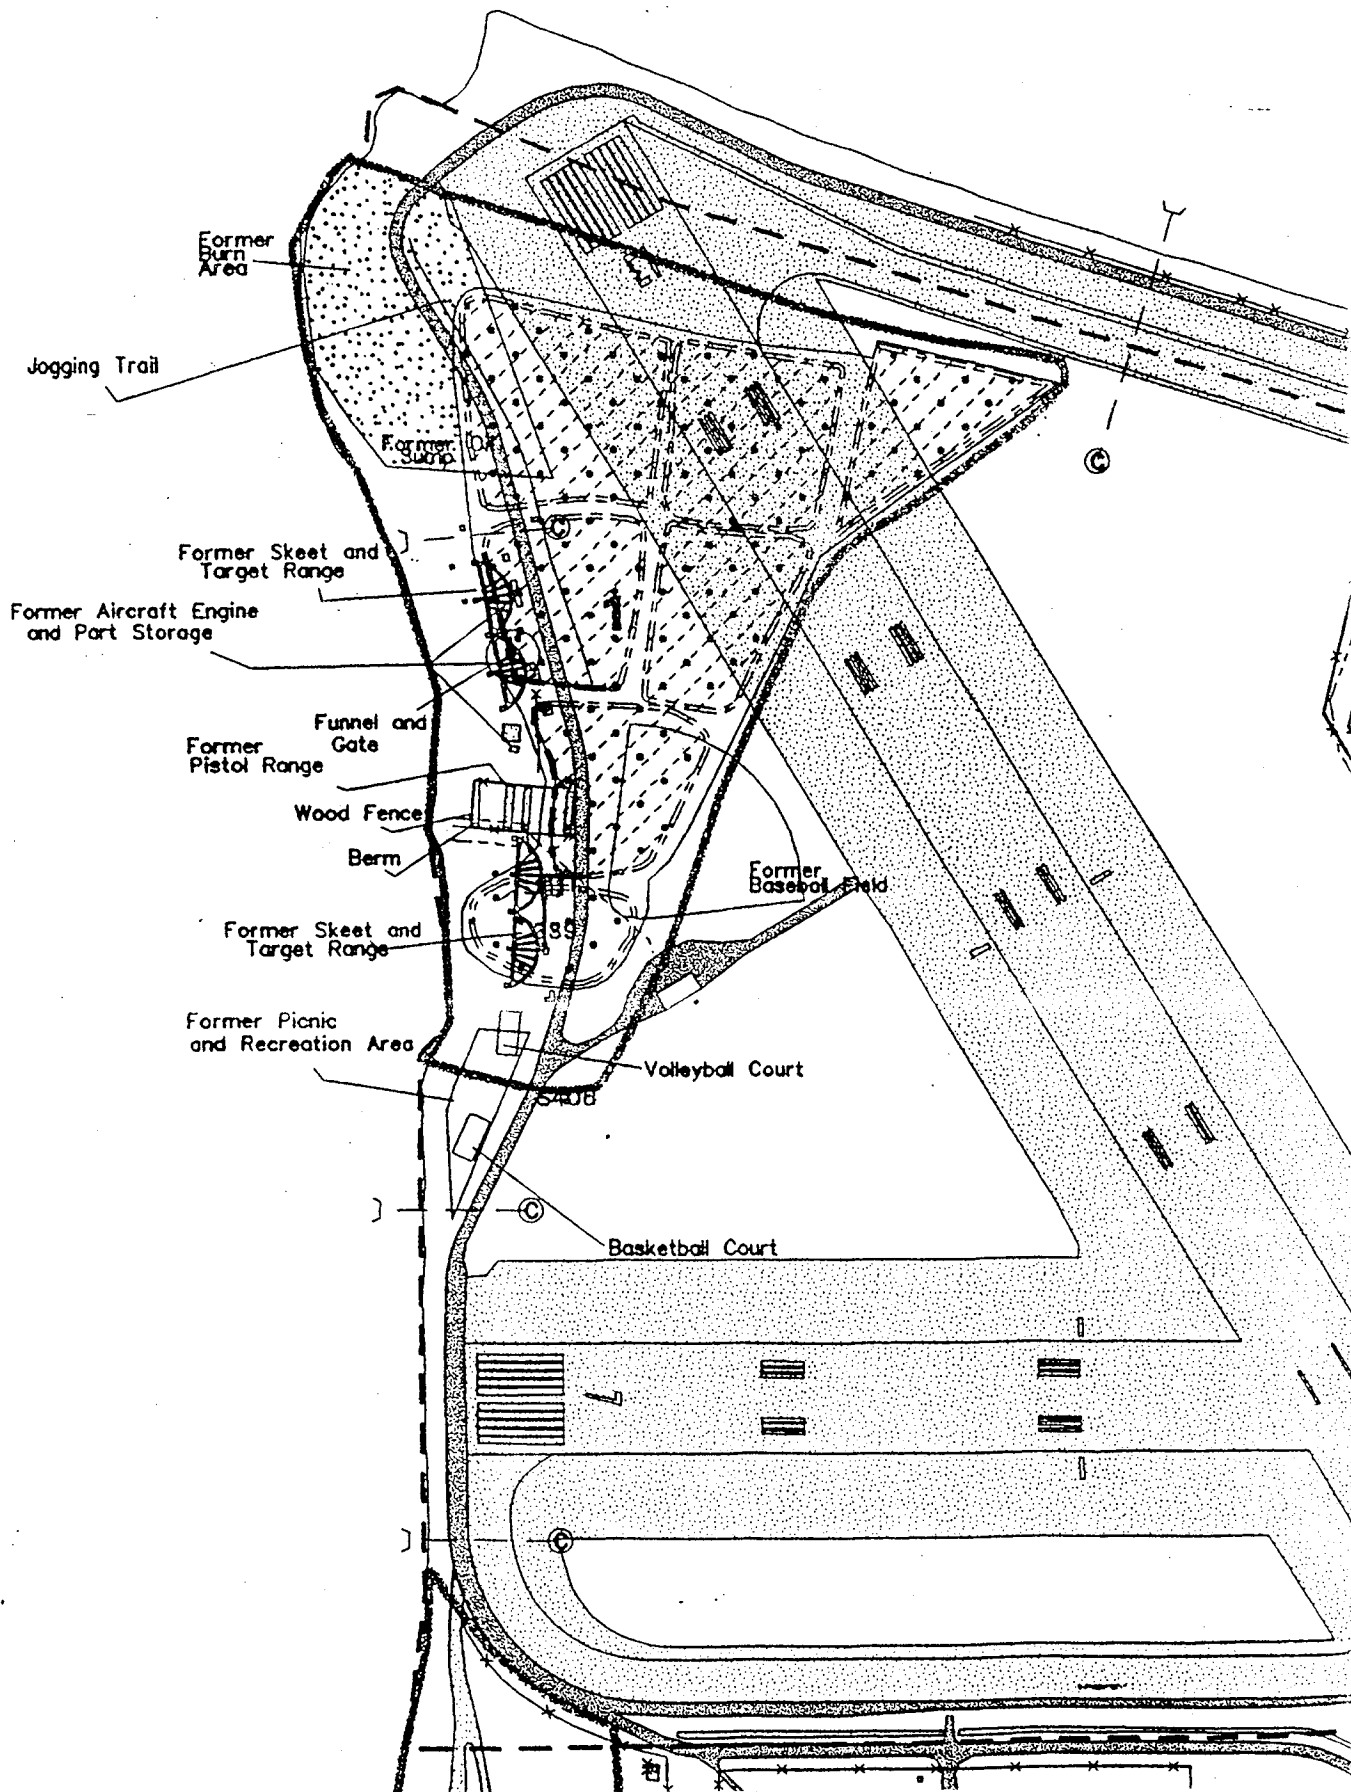 Former
Burn
Area
Jogging Trail
Former
Sump
C
C
Former Skeet and
Target Range
Former Aircraft Engine
and Part Storage
Funnel and
Gate
Former
Pistol Range
Wood Fence
Berm
Former
Baseball Field
Former Skeet and
Target Range
389
Former Picnic
and Recreation Area
Volleyball Court
C
Basketball Court
7
C